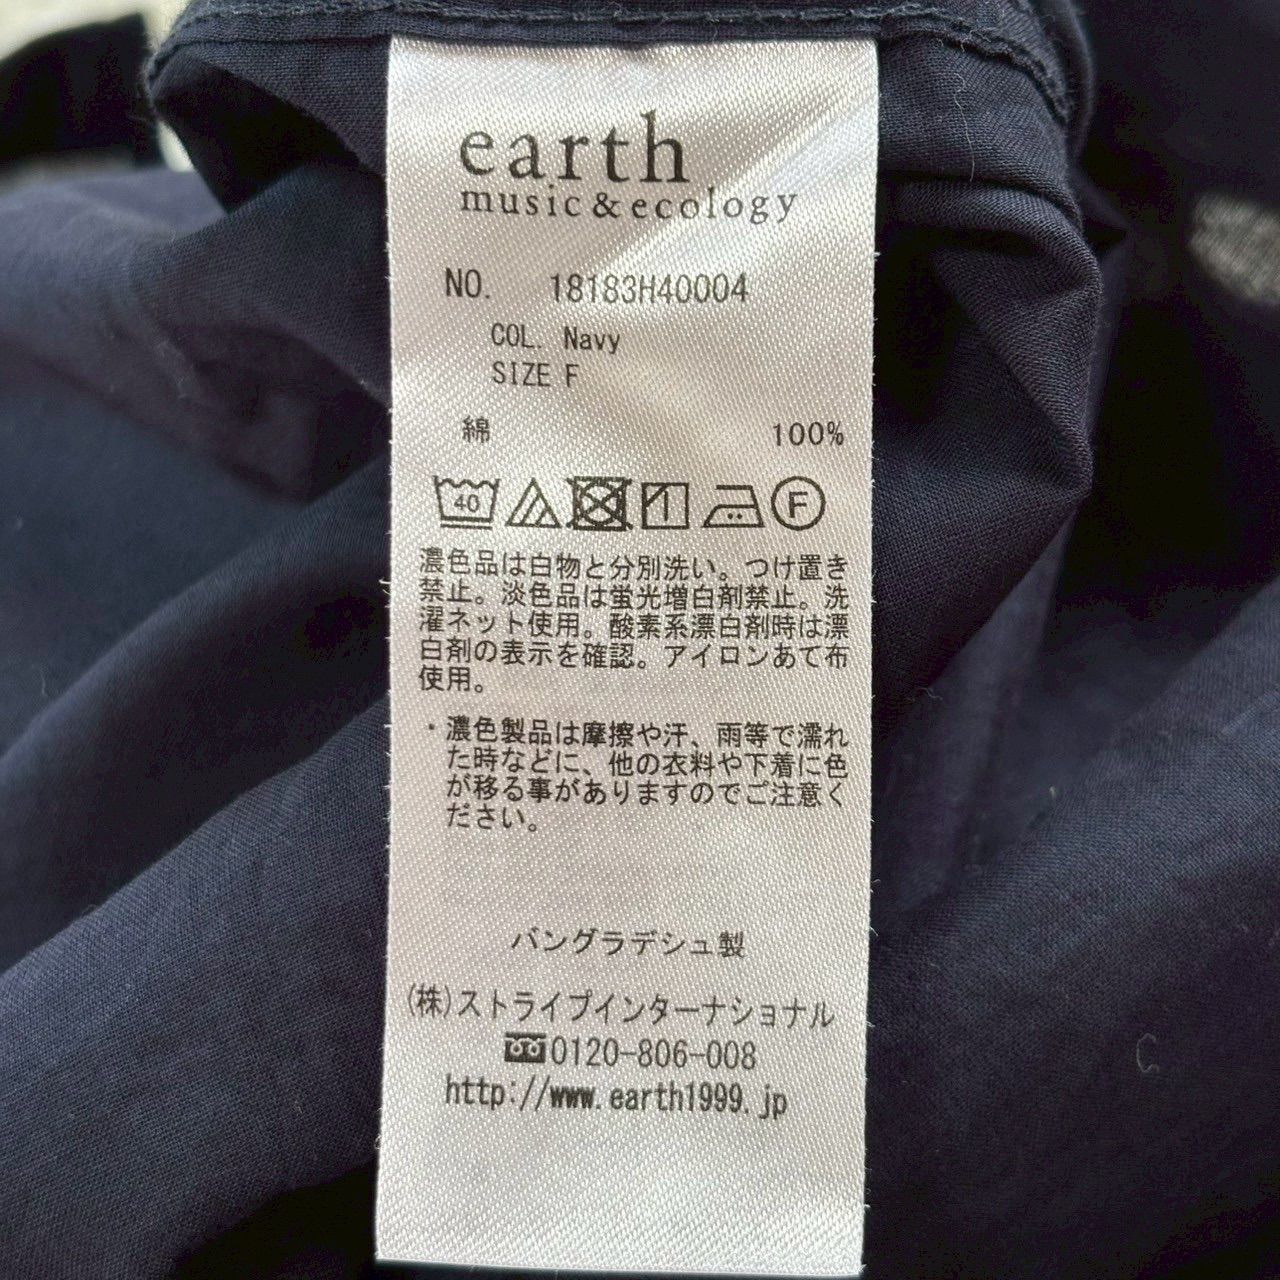 earth
music&ecology
NO. 18183H40004
COL. Navy
SIZE F
綿 100%
40 F
濃色品は白物と分別洗い。つけ置き
禁止。淡色品は蛍光増白剤禁止。洗
濯ネット使用。酸素系漂白剤時は漂
白剤の表示を確認。アイロンあて布
使用。
・濃色製品は摩擦や汗、雨等で濡れ
た時などに、他の衣料や下着に色
が移る事がありますのでご注意く
ださい。
バングラデシュ製
(株)ストライプインターナショナル
0120-806-008
http://www.earth1999.jp